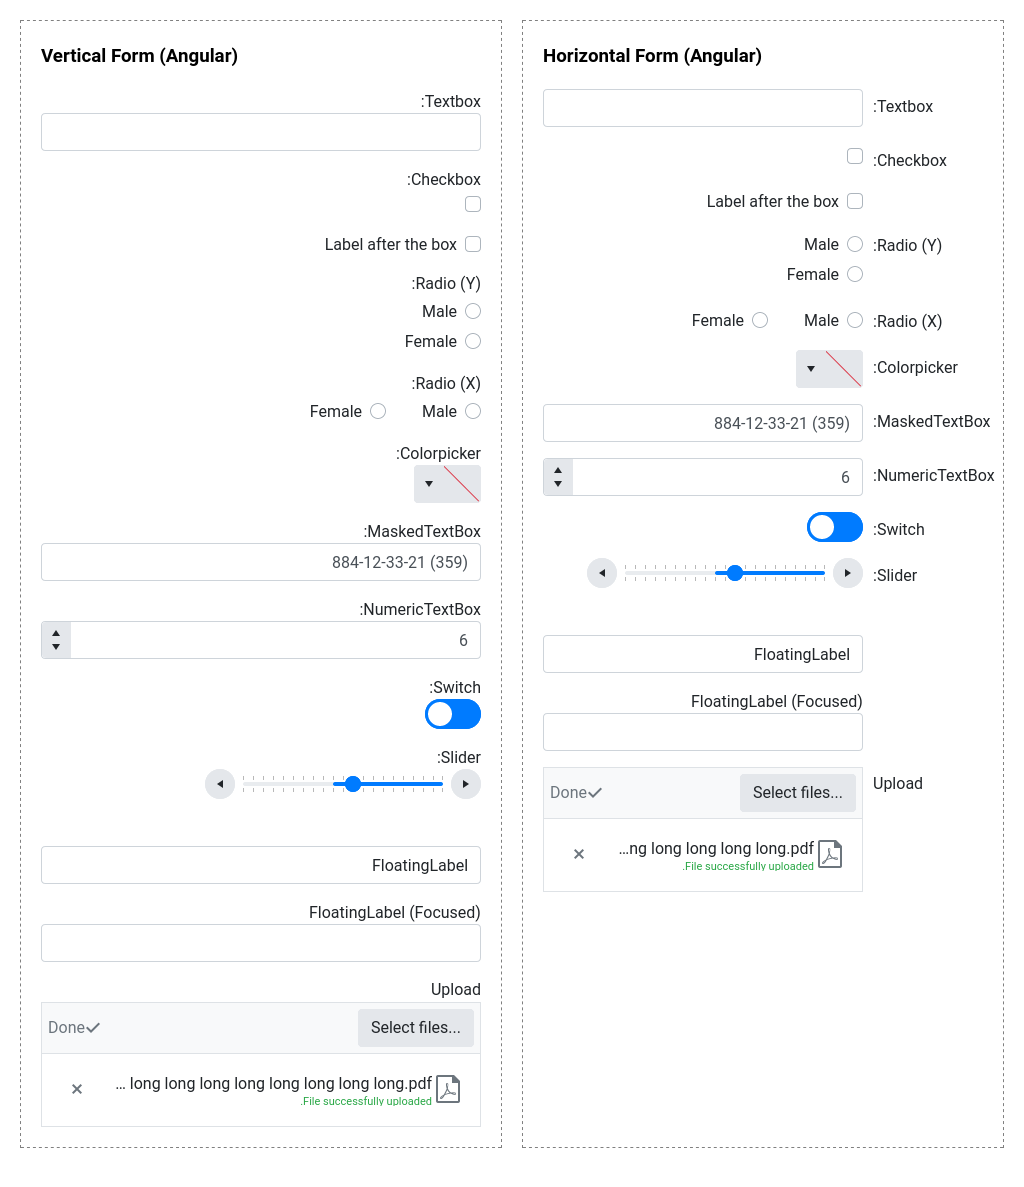 Vertical Form (Angular)
:Textbox
:Checkbox
Label after the box
:Radio (Y)
Male
Female
:Radio (X)
Female Male
:Colorpicker
:MaskedTextBox
884-12-33-21 (359)
:NumericTextBox
6
:Switch
:Slider
FloatingLabel
FloatingLabel (Focused)
Upload
Done Select files...
... long long long long long long long long.pdf
.File successfully uploaded
Horizontal Form (Angular)
:Textbox
:Checkbox
Label after the box
Male :Radio (Y)
Female
Female Male :Radio (X)
:Colorpicker
884-12-33-21 (359) :MaskedTextBox
6 :NumericTextBox
:Switch
:Slider
FloatingLabel
FloatingLabel (Focused)
Done Select files... Upload
...ng long long long long.pdf
.File successfully uploaded